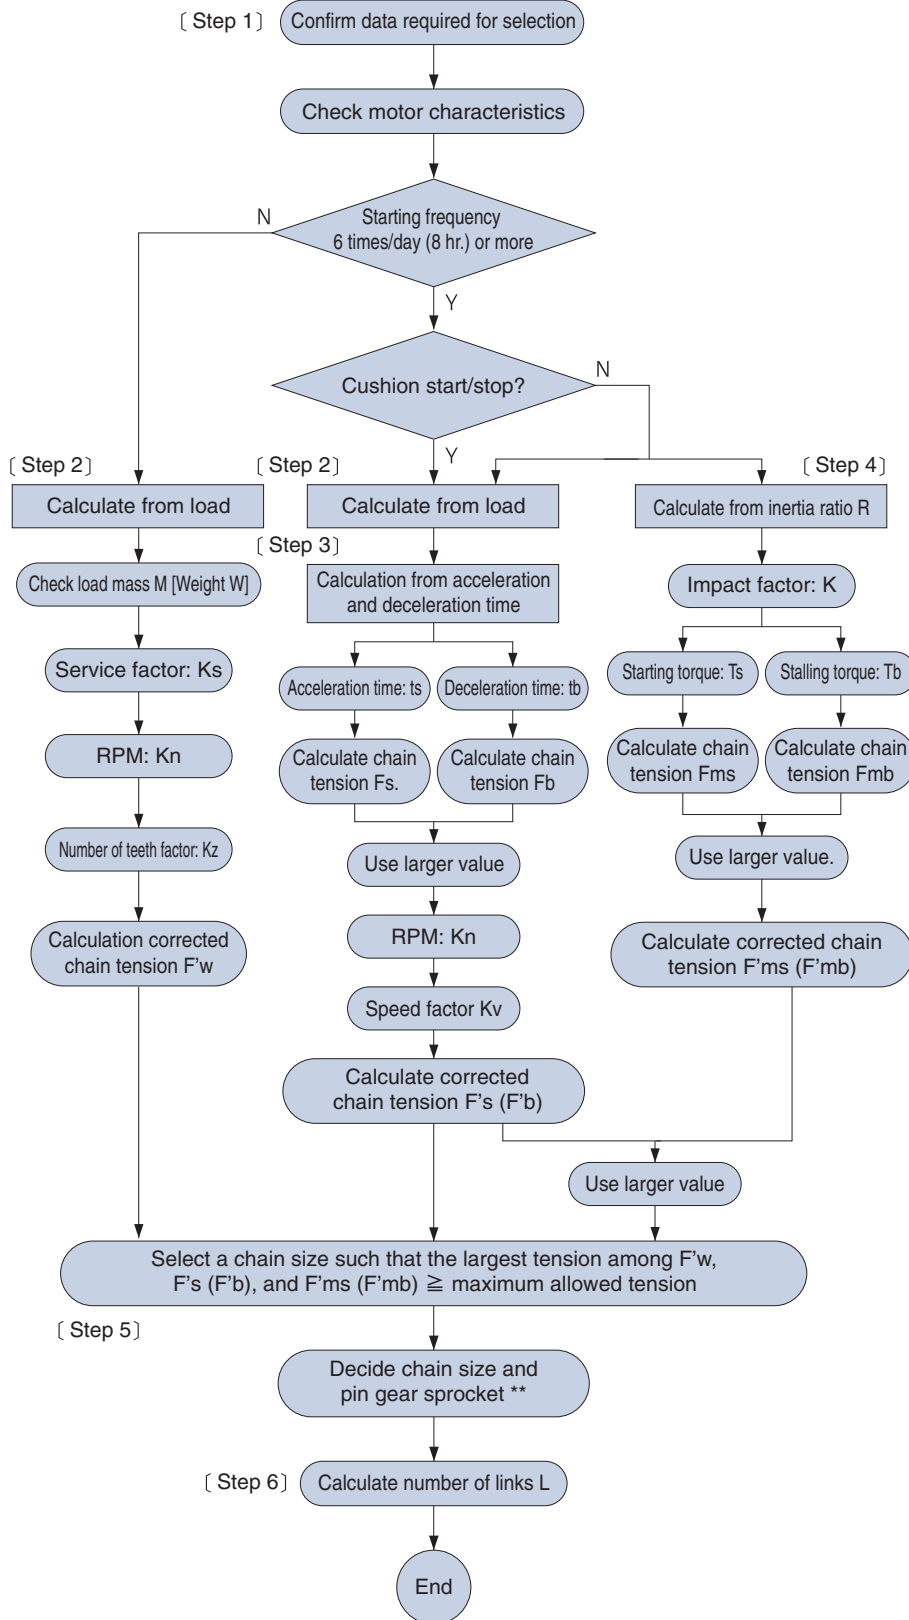 〔 Step 1〕
Confirm data required for selection
Check motor characteristics
N
Starting frequency
6 times/day (8 hr.) or more
Y
Cushion start/stop?
N
Y
〔 Step 2〕
〔 Step 2〕
〔 Step 4〕
Calculate from load
Calculate from load
Calculate from inertia ratio R
〔 Step 3〕
Check load mass M [Weight W]
Calculation from acceleration
and deceleration time
Impact factor: K
Service factor: Ks
Acceleration time: ts
Deceleration time: tb
Starting torque: Ts
Stalling torque: Tb
RPM: Kn
Calculate chain
tension Fs.
Calculate chain
tension Fb
Calculate chain
tension Fms
Calculate chain
tension Fmb
Number of teeth factor: Kz
Use larger value
Use larger value.
Calculation corrected
chain tension F'w
RPM: Kn
Calculate corrected chain
tension F'ms (F'mb)
Speed factor Kv
Calculate corrected
chain tension F's (F'b)
Use larger value
Select a chain size such that the largest tension among F'w,
F's (F'b), and F'ms (F'mb) ≧ maximum allowed tension
〔 Step 5〕
Decide chain size and
pin gear sprocket **
〔 Step 6〕
Calculate number of links L
End